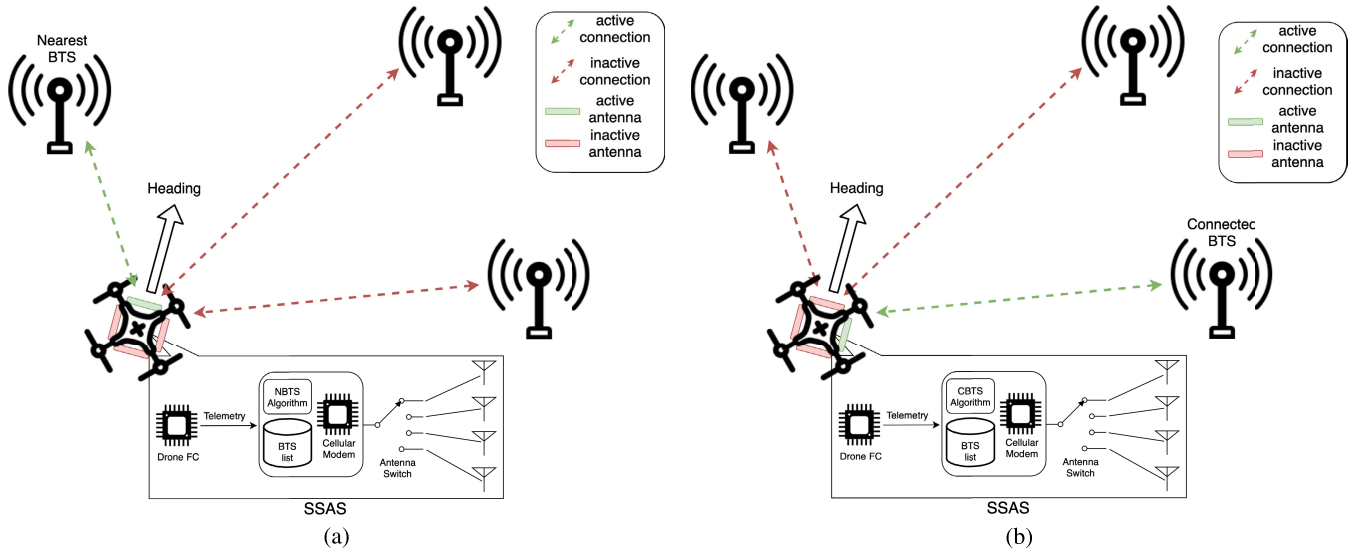 Nearest
BTS
active
connection
inactive
connection
active
antenna
inactive
antenna
Heading
NBTS
Algorithm
Telemetry
BTS
list
Cellular
Modem
Drone FC
Antenna
Switch
SSAS
(a)
active
connection
inactive
connection
active
antenna
inactive
antenna
Heading
Connectec
BTS
CBTS
Algorithm
Telemetry
BTS
list
Cellular
Modem
Drone FC
Antenna
Switch
SSAS
(b)